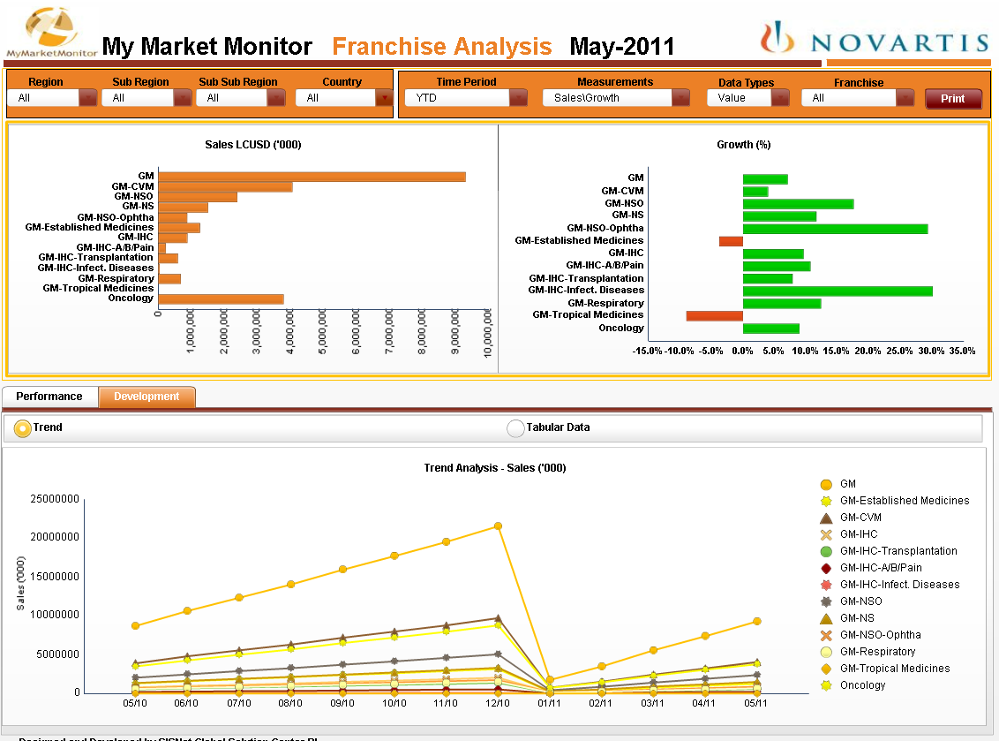 MyMarketMonitor
My Market Monitor Franchise Analysis May-2011
NOVARTIS
Region Sub Region Sub Sub Region Country Time Period Measurements Data Types Franchise
All All All All YTD Sales\Growth Value All Print
Sales LCUSD ('000)
GM
GM-CVM
GM-NSO
GM-NS
GM-NSO-Ophtha
GM-Established Medicines
GM-IHC
GM-IHC-A/B/Pain
GM-IHC-Transplantation
GM-IHC-Infect. Diseases
GM-Respiratory
GM-Tropical Medicines
Oncology
0 1,000,000 2,000,000 3,000,000 4,000,000 5,000,000 6,000,000 7,000,000 8,000,000 9,000,000 10,000,000
Growth (%)
GM
GM-CVM
GM-NSO
GM-NS
GM-NSO-Ophtha
GM-Established Medicines
GM-IHC
GM-IHC-A/B/Pain
GM-IHC-Transplantation
GM-IHC-Infect. Diseases
GM-Respiratory
GM-Tropical Medicines
Oncology
-15.0% -10.0% -5.0% 0.0% 5.0% 10.0% 15.0% 20.0% 25.0% 30.0% 35.0%
Performance Development
Trend Tabular Data
Trend Analysis - Sales ('000)
Sales ('000)
25000000
20000000
15000000
10000000
5000000
0
05/10 06/10 07/10 08/10 09/10 10/10 11/10 12/10 01/11 02/11 03/11 04/11 05/11
GM
GM-Established Medicines
GM-CVM
GM-IHC
GM-IHC-Transplantation
GM-IHC-A/B/Pain
GM-IHC-Infect. Diseases
GM-NSO
GM-NS
GM-NSO-Ophtha
GM-Respiratory
GM-Tropical Medicines
Oncology
Designed and Developed by Global Solution Center BI